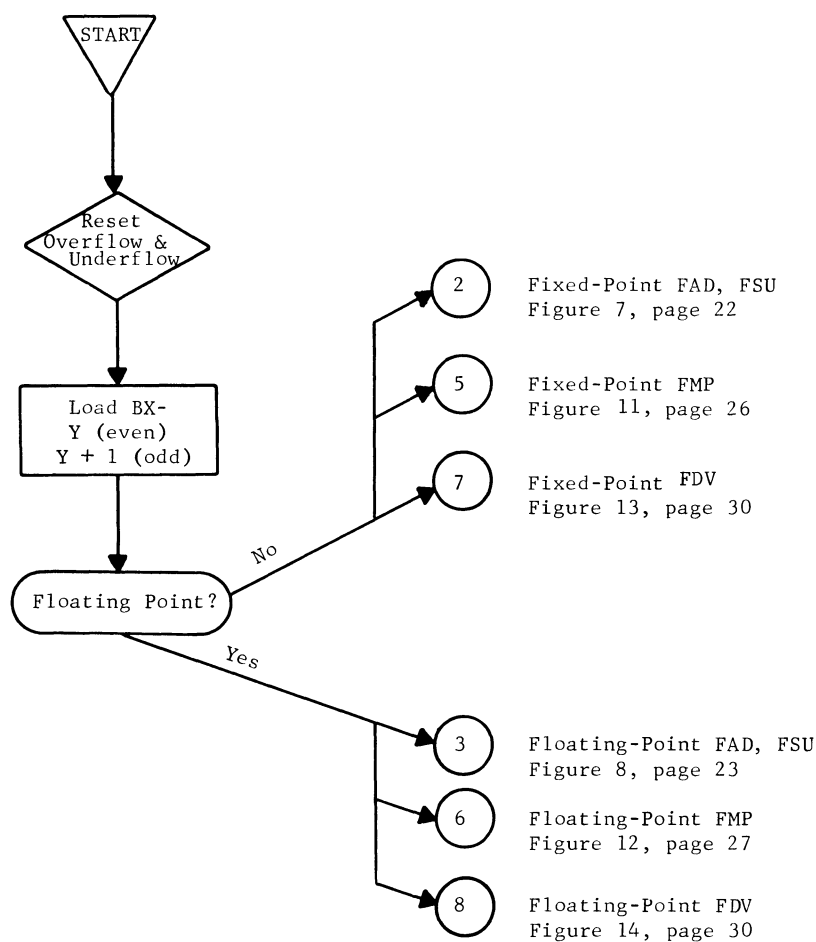 START
Reset
Overflow &
Underflow
Load BX-
Y (even)
Y + 1 (odd)
Floating Point?
No
2
Fixed-Point FAD, FSU
Figure 7, page 22
5
Fixed-Point FMP
Figure 11, page 26
7
Fixed-Point FDV
Figure 13, page 30
Yes
3
Floating-Point FAD, FSU
Figure 8, page 23
6
Floating-Point FMP
Figure 12, page 27
8
Floating-Point FDV
Figure 14, page 30